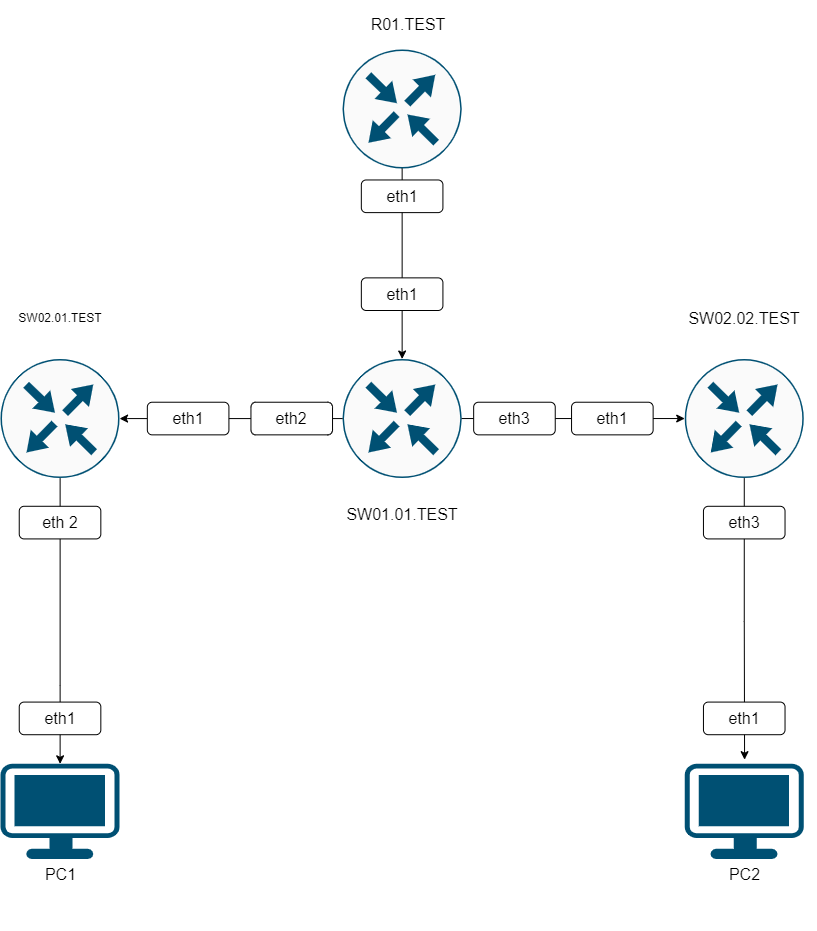 R01.TEST
eth1
eth1
SW02.01.TEST
SW02.02.TEST
eth1
eth2
eth3
eth1
SW01.01.TEST
eth 2
eth3
eth1
eth1
PC1
PC2